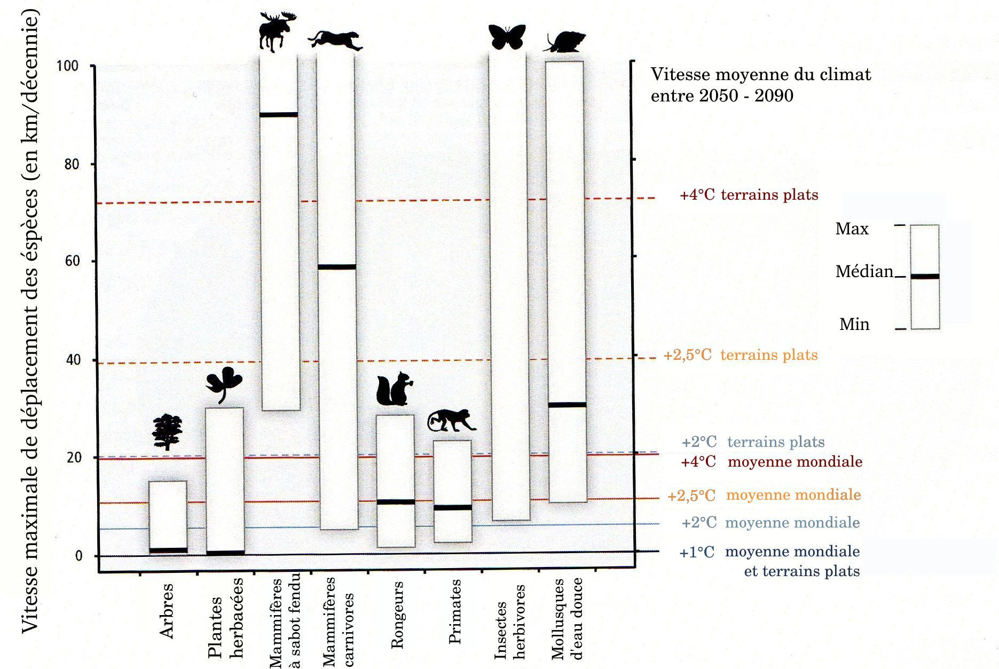 Vitesse maximale de déplacement des éspèces (en km/décennie)
100
80
60
40
20
0
Vitesse moyenne du climat
entre 2050 - 2090
+4°C terrains plats
+2,5°C terrains plats
+2°C terrains plats
+4°C moyenne mondiale
+2,5°C moyenne mondiale
+2°C moyenne mondiale
+1°C moyenne mondiale
et terrains plats
Max
Médian
Min
Arbres
Plantes
herbacées
Mammifères
à sabot fendu
Mammifères
carnivores
Rongeurs
Primates
Insectes
herbivores
Mollusques
d'eau douce